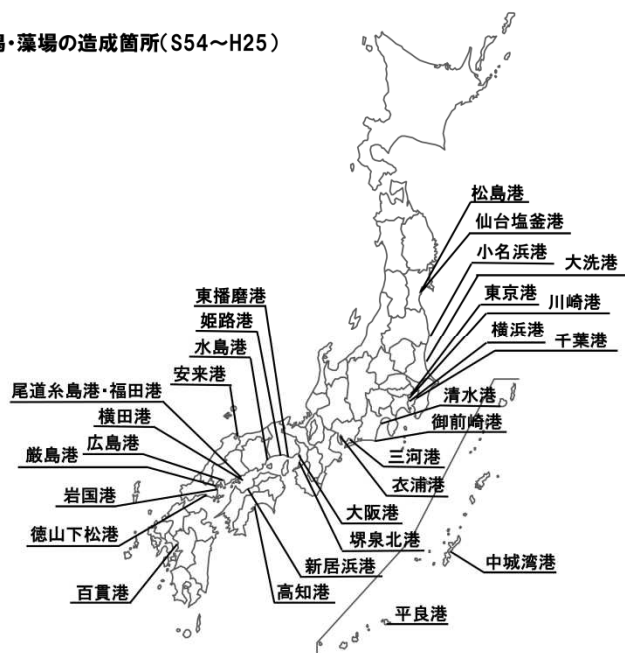 ・藻場の造成箇所（S54～H25）
松島港
仙台塩釜港
小名浜港
大洗港
東京港
川崎港
横浜港
千葉港
清水港
御前崎港
三河港
衣浦港
大阪港
堺泉北港
新居浜港
高知港
中城湾港
平良港
東播磨港
姫路港
水島港
安来港
尾道糸島港・福田港
横田港
広島港
厳島港
岩国港
徳山下松港
百貫港